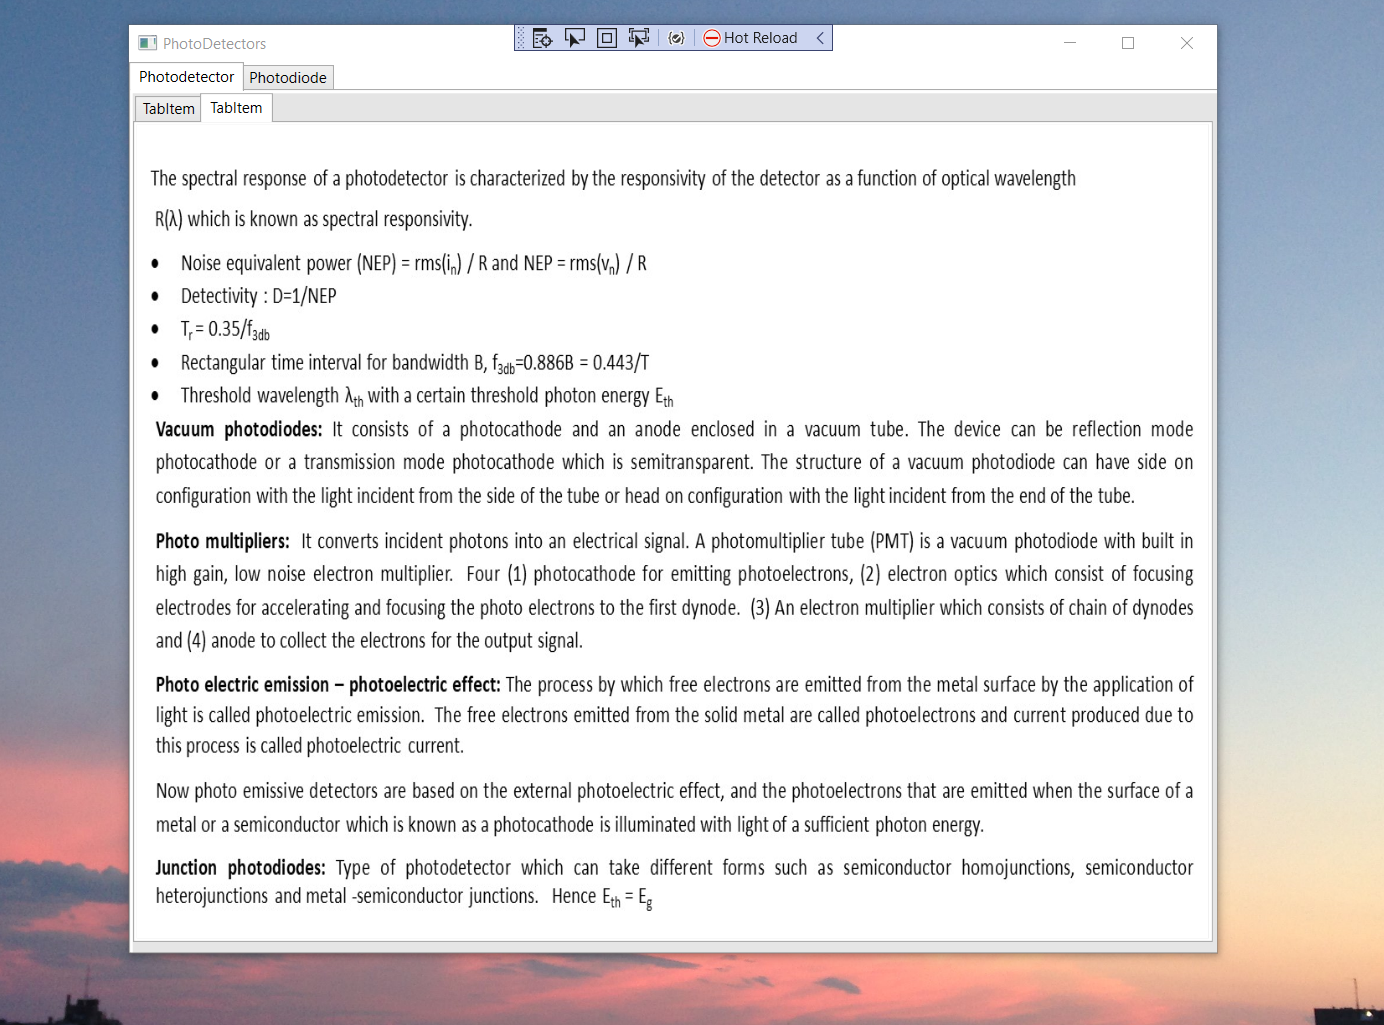 PhotoDetectors
Hot Reload
Photodetector Photodiode
TabItem TabItem
The spectral response of a photodetector is characterized by the responsivity of the detector as a function of optical wavelength
R(λ) which is known as spectral responsivity.
• Noise equivalent power (NEP) = rms(iₙ) / R and NEP = rms(vₙ) / R
• Detectivity : D=1/NEP
• Tᵣ = 0.35/f3db
• Rectangular time interval for bandwidth B, f3db=0.886B = 0.443/T
• Threshold wavelength λth with a certain threshold photon energy Eth
Vacuum photodiodes: It consists of a photocathode and an anode enclosed in a vacuum tube. The device can be reflection mode
photocathode or a transmission mode photocathode which is semitransparent. The structure of a vacuum photodiode can have side on
configuration with the light incident from the side of the tube or head on configuration with the light incident from the end of the tube.
Photo multipliers: It converts incident photons into an electrical signal. A photomultiplier tube (PMT) is a vacuum photodiode with built in
high gain, low noise electron multiplier. Four (1) photocathode for emitting photoelectrons, (2) electron optics which consist of focusing
electrodes for accelerating and focusing the photo electrons to the first dynode. (3) An electron multiplier which consists of chain of dynodes
and (4) anode to collect the electrons for the output signal.
Photo electric emission – photoelectric effect: The process by which free electrons are emitted from the metal surface by the application of
light is called photoelectric emission. The free electrons emitted from the solid metal are called photoelectrons and current produced due to
this process is called photoelectric current.
Now photo emissive detectors are based on the external photoelectric effect, and the photoelectrons that are emitted when the surface of a
metal or a semiconductor which is known as a photocathode is illuminated with light of a sufficient photon energy.
Junction photodiodes: Type of photodetector which can take different forms such as semiconductor homojunctions, semiconductor
heterojunctions and metal -semiconductor junctions. Hence Eth = Eg